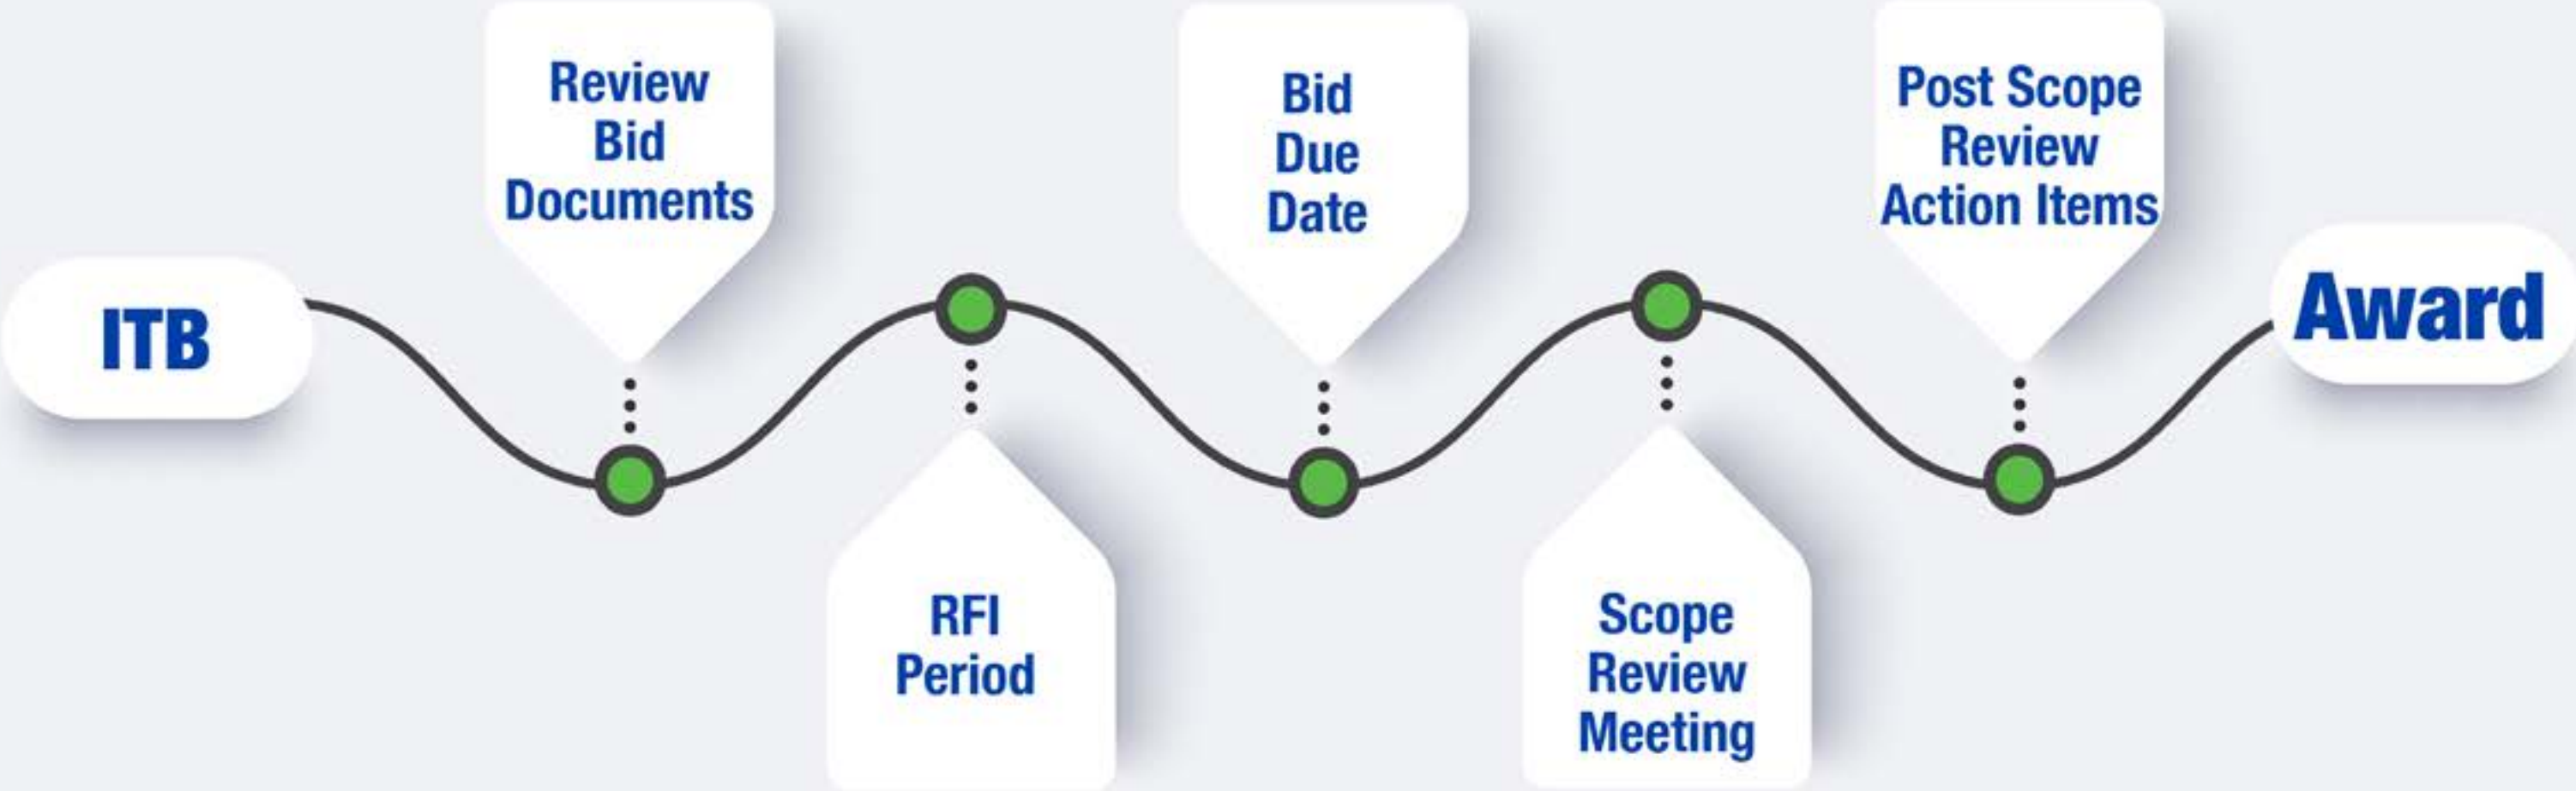 ITB
Review
Bid
Documents
RFI
Period
Bid
Due
Date
Scope
Review
Meeting
Post Scope
Review
Action Items
Award